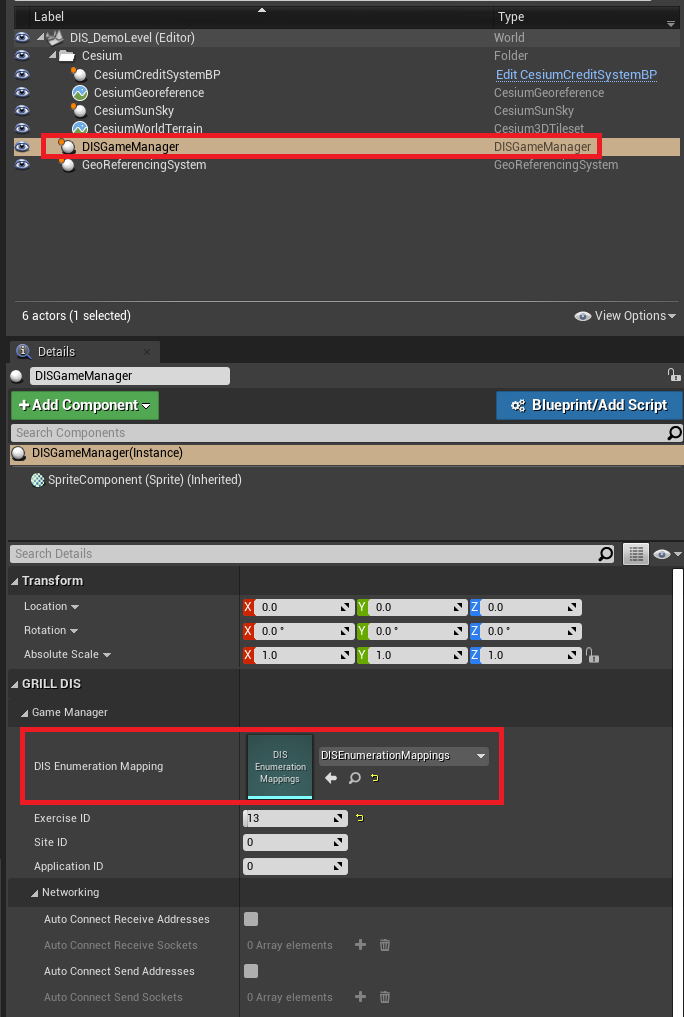 Label Type
DIS_DemoLevel (Editor) World
Cesium Folder
CesiumCreditSystemBP Edit CesiumCreditSystemBP
CesiumGeoreference CesiumGeoreference
CesiumSunSky CesiumSunSky
CesiumWorldTerrain Cesium3DTileset
DISGameManager DISGameManager
GeoReferencingSystem GeoReferencingSystem
6 actors (1 selected) View Options
Details
DISGameManager
+ Add Component Blueprint/Add Script
Search Components
DISGameManager(Instance)
SpriteComponent (Sprite) (Inherited)
Search Details
Transform
Location X 0.0 Y 0.0 Z 0.0
Rotation X 0.0 ° Y 0.0 ° Z 0.0 °
Absolute Scale X 1.0 Y 1.0 Z 1.0
GRILL DIS
Game Manager
DIS Enumeration Mapping
DIS
Enumeration
Mappings
DISEnumerationMappings
Exercise ID 13
Site ID 0
Application ID 0
Networking
Auto Connect Receive Addresses
Auto Connect Receive Sockets 0 Array elements
Auto Connect Send Addresses
Auto Connect Send Sockets 0 Array elements